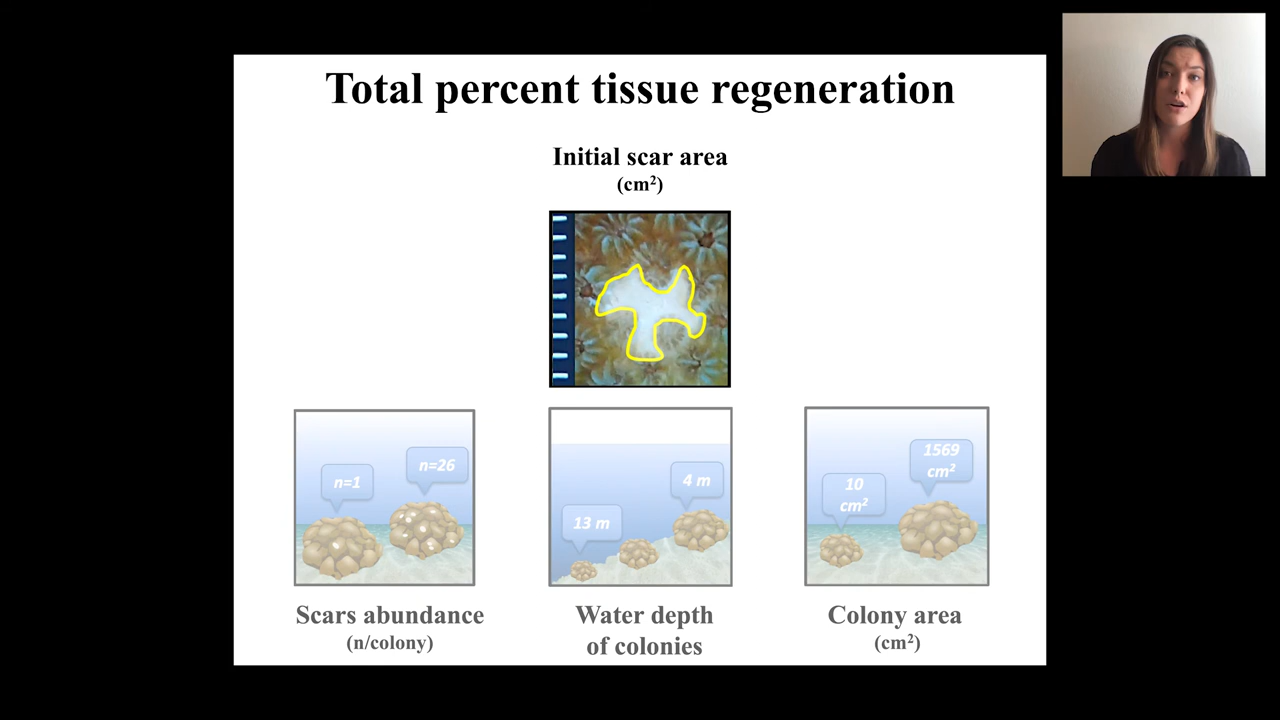 Total percent tissue regeneration
Initial scar area
(cm²)
n=1
n=26
13 m
4 m
10
cm²
1569
cm²
Scars abundance
(n/colony)
Water depth
of colonies
Colony area
(cm²)